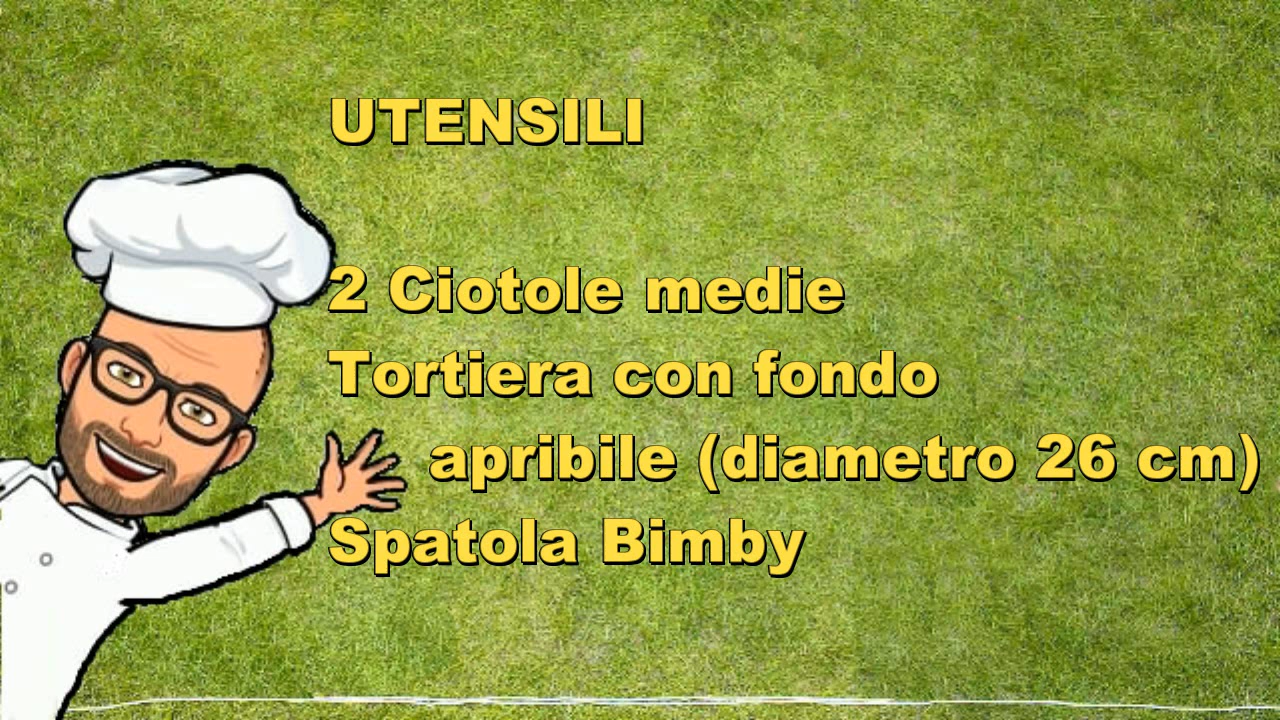 UTENSILI
2 Ciotole medie
Tortiera con fondo
apribile (diametro 26 cm)
Spatola Bimby